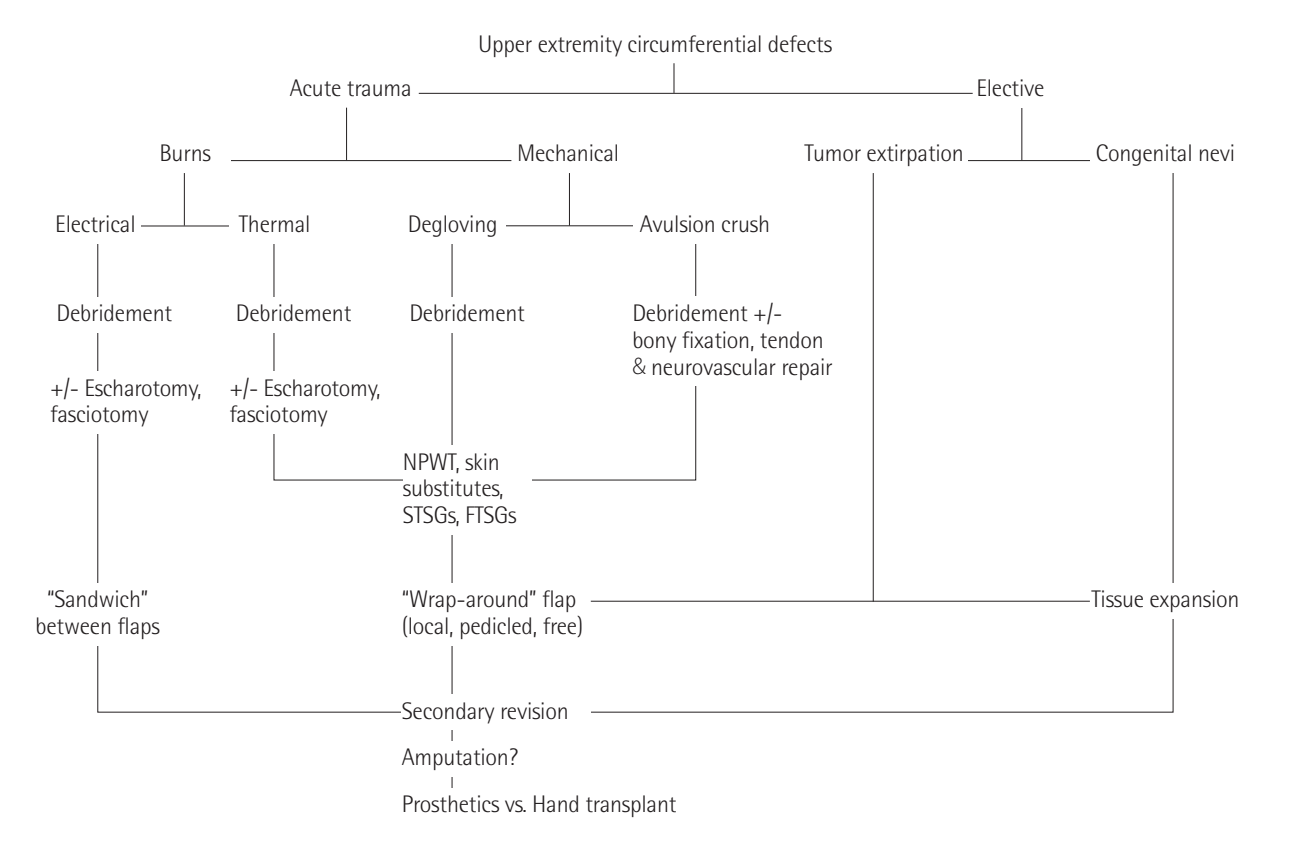 Upper extremity circumferential defects
Acute trauma
Elective
Burns
Mechanical
Tumor extirpation
Congenital nevi
Electrical
Thermal
Degloving
Avulsion crush
Debridement
Debridement
Debridement
Debridement +/-
bony fixation, tendon
& neurovascular repair
+/- Escharotomy,
fasciotomy
+/- Escharotomy,
fasciotomy
NPWT, skin
substitutes,
STSGs, FTSGs
“Sandwich”
between flaps
“Wrap-around” flap
(local, pedicled, free)
Tissue expansion
Secondary revision
Amputation?
Prosthetics vs. Hand transplant